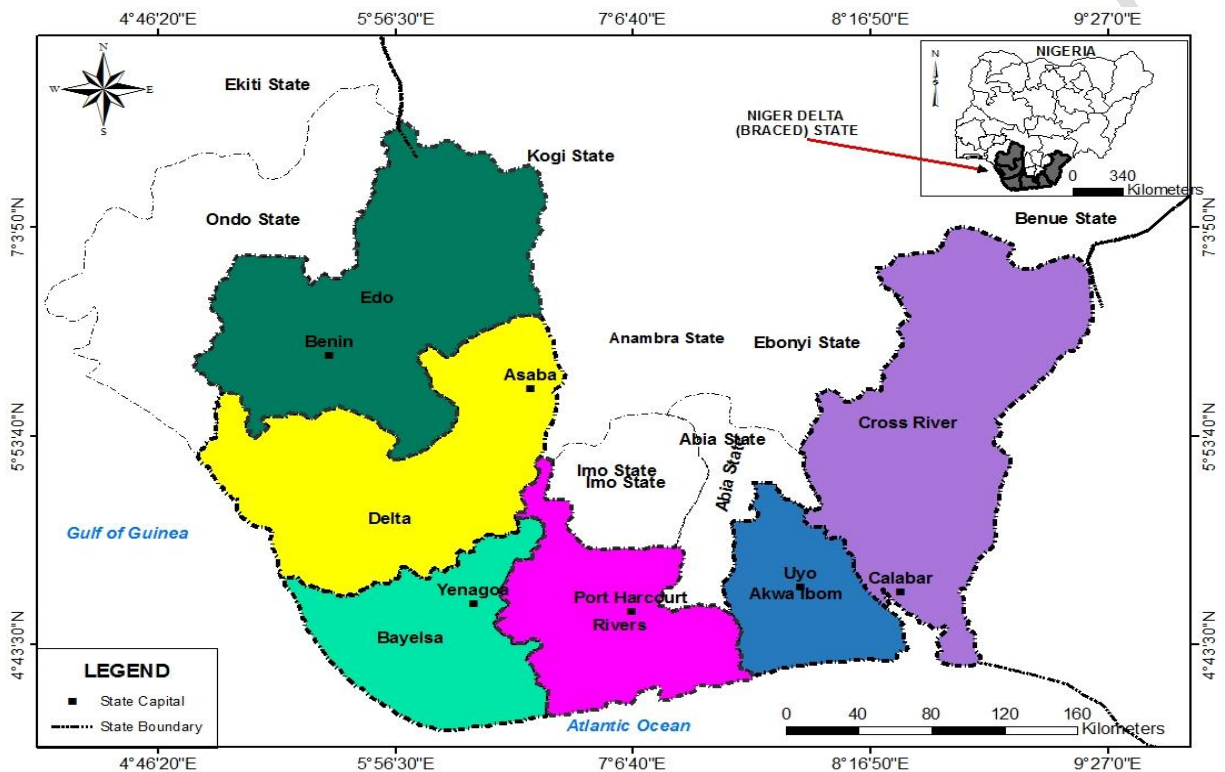 4°46'20"E
5°56'30"E
7°6'40"E
8°16'50"E
9°27'0"E
N
W
E
S
Ekiti State
NIGERIA
N
S
NIGER DELTA
(BRACED) STATE
0 340
Kilometers
Kogi State
Ondo State
Benue State
7°3'50"N
7°3'50"N
Edo
Benin
Anambra State
Ebonyi State
Asaba
Cross River
5°53'40"N
5°53'40"N
Abia State
Abia State
Imo State
Imo State
Delta
Gulf of Guinea
Uyo
Calabar
Yenagoa
Port Harcourt
Akwa Ibom
Rivers
Bayelsa
4°43'30"N
4°43'30"N
LEGEND
State Capital
State Boundary
Atlantic Ocean
0 40 80 120 160
Kilometers
4°46'20"E
5°56'30"E
7°6'40"E
8°16'50"E
9°27'0"E